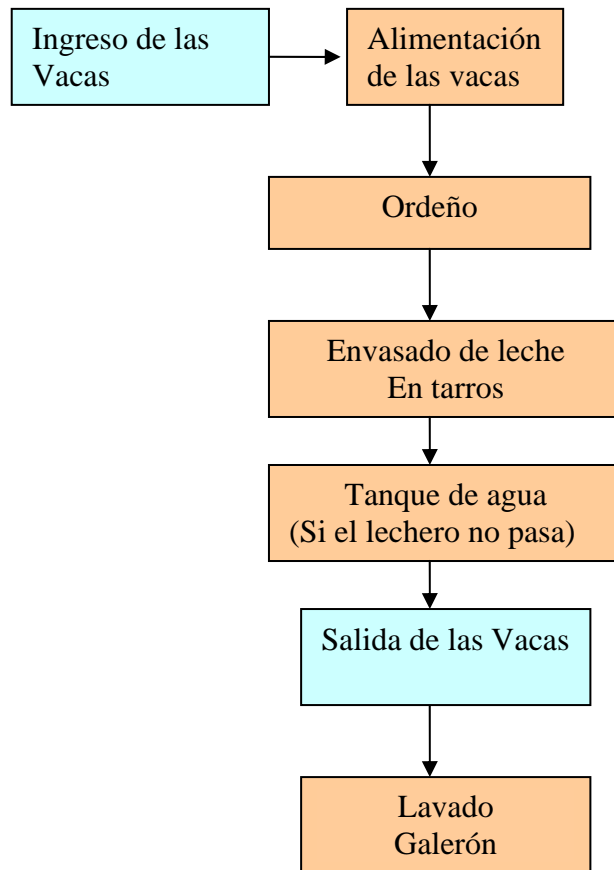 Ingreso de las
Vacas
Alimentación
de las vacas
Ordeño
Envasado de leche
En tarros
Tanque de agua
(Si el lechero no pasa)
Salida de las Vacas
Lavado
Galerón